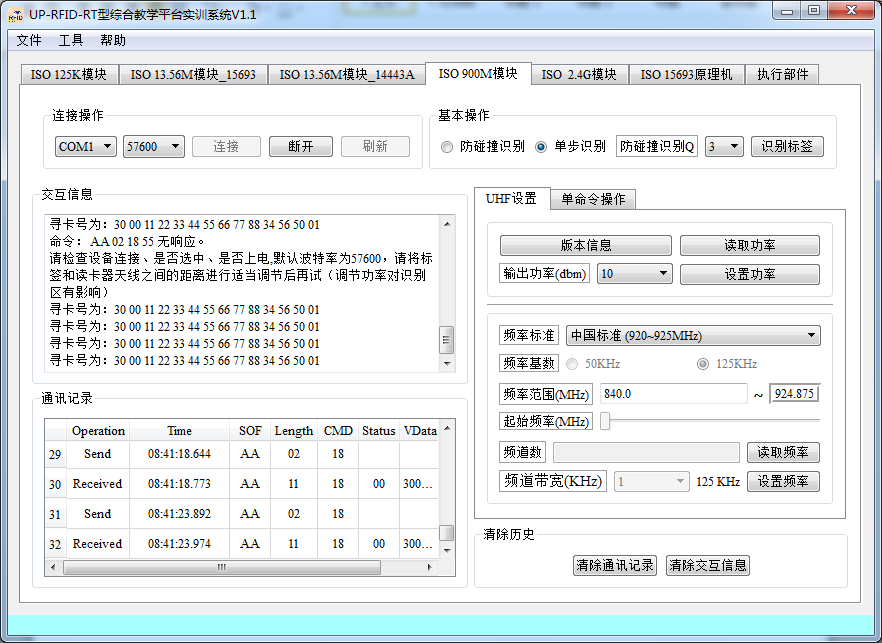 UP-RFID-RT型综合教学平台实训系统V1.1
文件 工具 帮助
ISO 125K模块 ISO 13.56M模块_15693 ISO 13.56M模块_14443A ISO 900M模块 ISO 2.4G模块 ISO 15693原理机 执行部件
连接操作
COM1 57600 连接 断开 刷新
基本操作
防碰撞识别 单步识别 防碰撞识别Q 3 识别标签
交互信息
寻卡号为：30 00 11 22 33 44 55 66 77 88 34 56 50 01
命令： AA 02 18 55 无响应。
请检查设备连接、是否选中、是否上电,默认波特率为57600，请将标
签和读卡器天线之间的距离进行适当调节后再试（调节功率对识别
区有影响）
寻卡号为：30 00 11 22 33 44 55 66 77 88 34 56 50 01
寻卡号为：30 00 11 22 33 44 55 66 77 88 34 56 50 01
寻卡号为：30 00 11 22 33 44 55 66 77 88 34 56 50 01
寻卡号为：30 00 11 22 33 44 55 66 77 88 34 56 50 01
通讯记录
Operation Time SOF Length CMD Status VData
29 Send 08:41:18.644 AA 02 18
30 Received 08:41:18.773 AA 11 18 00 300...
31 Send 08:41:23.892 AA 02 18
32 Received 08:41:23.974 AA 11 18 00 300...
UHF设置 单命令操作
版本信息 读取功率
输出功率(dbm) 10 设置功率
频率标准 中国标准 (920~925MHz)
频率基数 50KHz 125KHz
频率范围(MHz) 840.0 ~ 924.875
起始频率(MHz)
频道数 读取频率
频道带宽(KHz) 1 125 KHz 设置频率
清除历史
清除通讯记录 清除交互信息